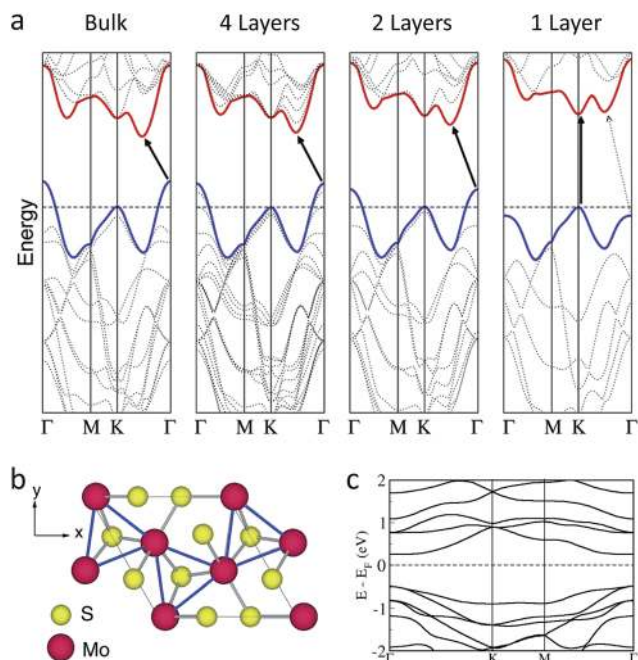 a
Bulk
4 Layers
2 Layers
1 Layer
Energy
Γ M K Γ
Γ M K Γ
Γ M K Γ
Γ M K Γ
b
y
x
S
Mo
c
E - E_F (eV)
2
1
0
-1
-2
Γ K M Γ